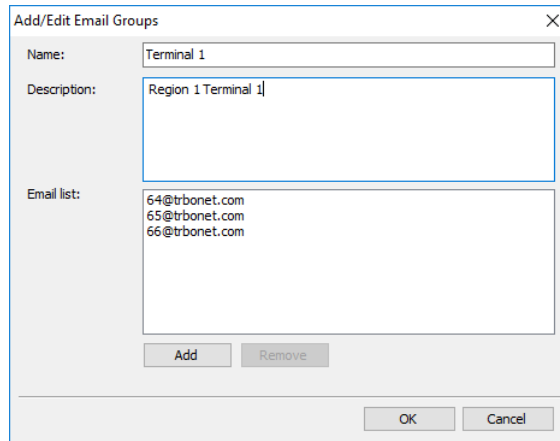 Add/Edit Email Groups
Name:
Terminal 1
Description:
Region 1 Terminal 1
Email list:
64@trbonet.com
65@trbonet.com
66@trbonet.com
Add
Remove
OK
Cancel